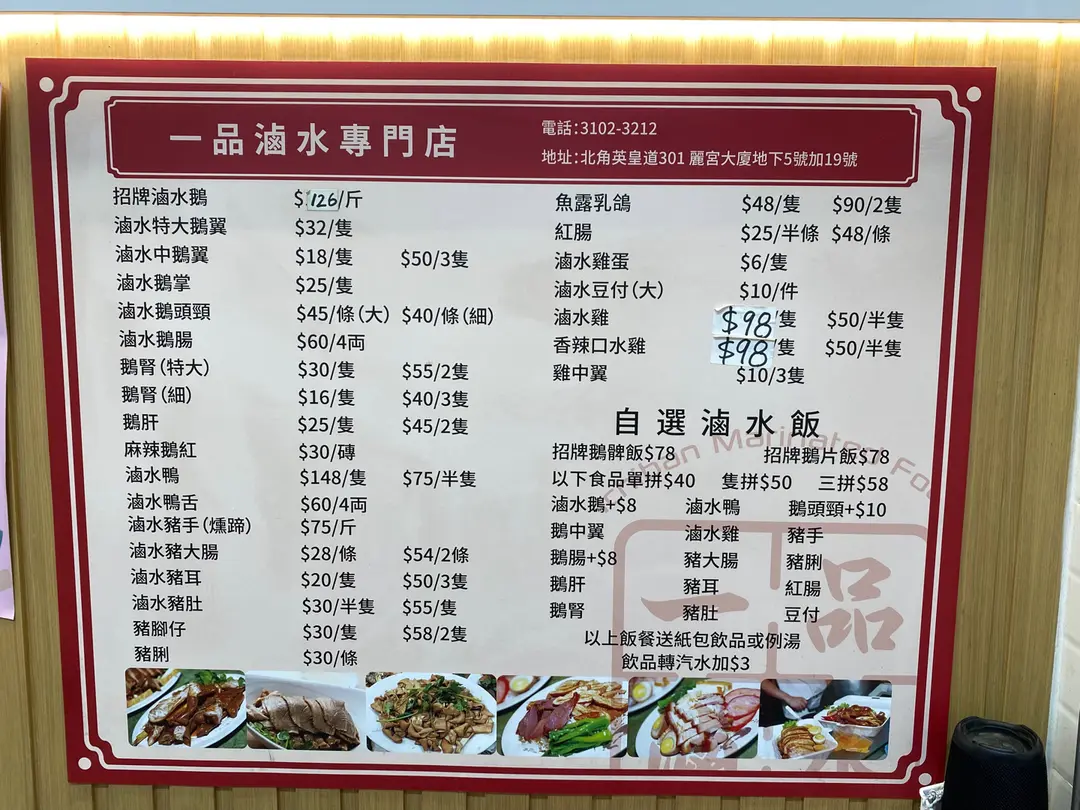 一品滷水專門店
電話:3102-3212
地址:北角英皇道301 麗宮大廈地下5號加19號
招牌滷水鵝 $126/斤
滷水特大鵝翼 $32/隻
滷水中鵝翼 $18/隻 $50/3隻
滷水鵝掌 $25/隻
滷水鵝頭頸 $45/條(大) $40/條(細)
滷水鵝腸 $60/4両
鵝腎(特大) $30/隻 $55/2隻
鵝腎(細) $16/隻 $40/3隻
鵝肝 $25/隻 $45/2隻
麻辣鵝紅 $30/磚
滷水鴨 $148/隻 $75/半隻
滷水鴨舌 $60/4両
滷水豬手(燻蹄) $75/斤
滷水豬大腸 $28/條 $54/2條
滷水豬耳 $20/隻 $50/3隻
滷水豬肚 $30/半隻 $55/隻
豬腳仔 $30/隻 $58/2隻
豬脷 $30/條
魚露乳鴿 $48/隻 $90/2隻
紅腸 $25/半條 $48/條
滷水雞蛋 $6/隻
滷水豆付(大) $10/件
滷水雞 $98/隻 $50/半隻
香辣口水雞 $98/隻 $50/半隻
雞中翼 $10/3隻
自選滷水飯
招牌鵝髀飯$78 招牌鵝片飯$78
以下食品單拼$40 隻拼$50 三拼$58
滷水鵝+$8 滷水鴨 鵝頭頸+$10
鵝中翼 滷水雞 豬手
鵝腸+$8 豬大腸 豬脷
鵝肝 豬耳 紅腸
鵝腎 豬肚 豆付
以上飯餐送紙包飲品或例湯
飲品轉汽水加$3
一品